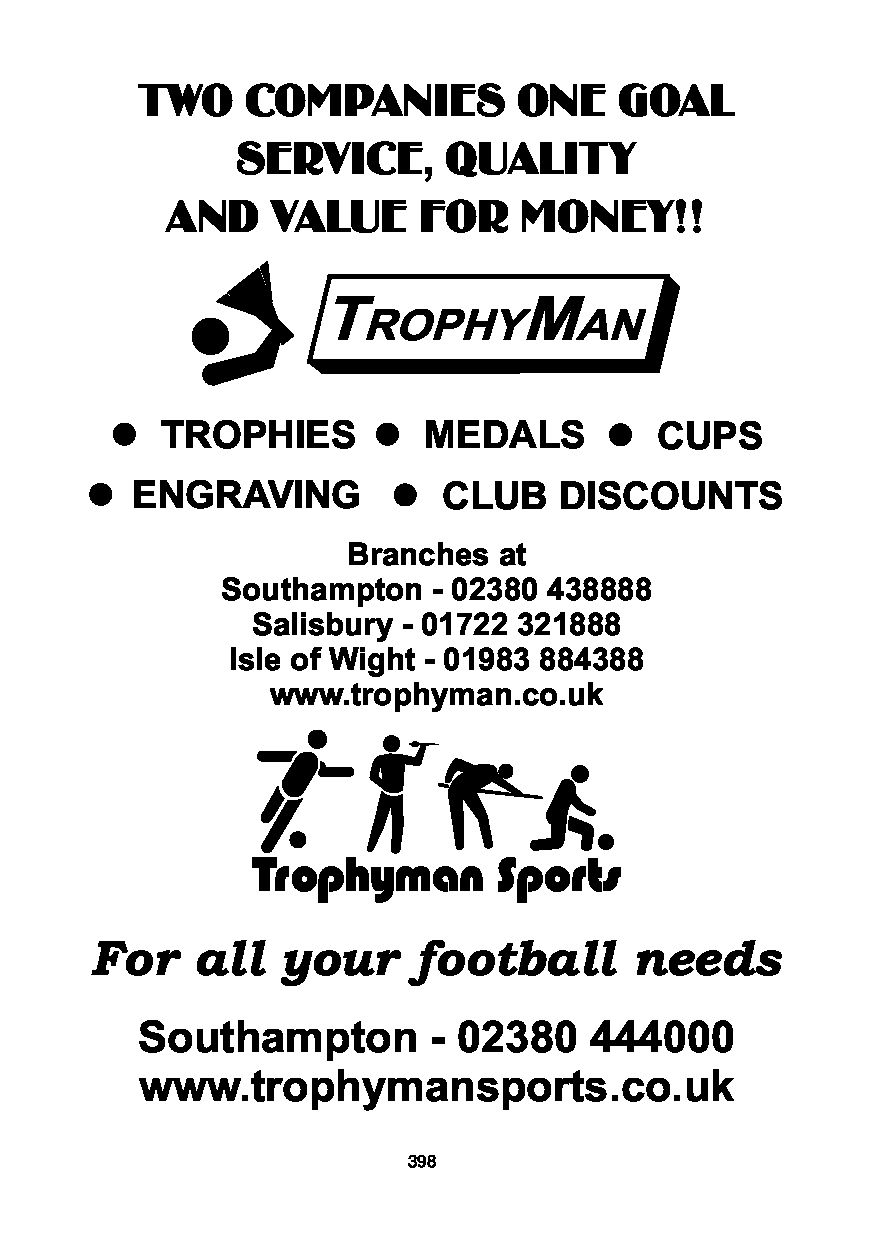 TWO COMPANIES ONE GOAL
SERVICE, QUALITY
AND VALUE FOR MONEY!!
TROPHYMAN
● TROPHIES ● MEDALS ● CUPS
● ENGRAVING ● CLUB DISCOUNTS
Branches at
Southampton - 02380 438888
Salisbury - 01722 321888
Isle of Wight - 01983 884388
www.trophyman.co.uk
Trophyman Sports
For all your football needs
Southampton - 02380 444000
www.trophymansports.co.uk
398